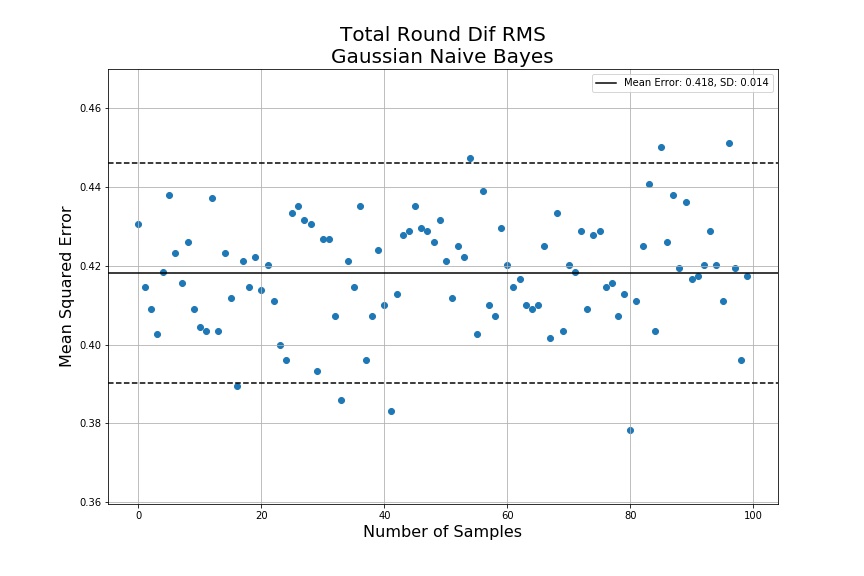 Total Round Dif RMS
Gaussian Naive Bayes
Mean Error: 0.418, SD: 0.014
Mean Squared Error
0.46
0.44
0.42
0.40
0.38
0.36
0 20 40 60 80 100
Number of Samples